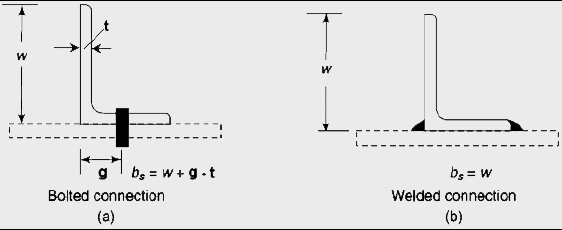 t
w
g bₛ = w + g - t
Bolted connection
(a)
w
bₛ = w
Welded connection
(b)